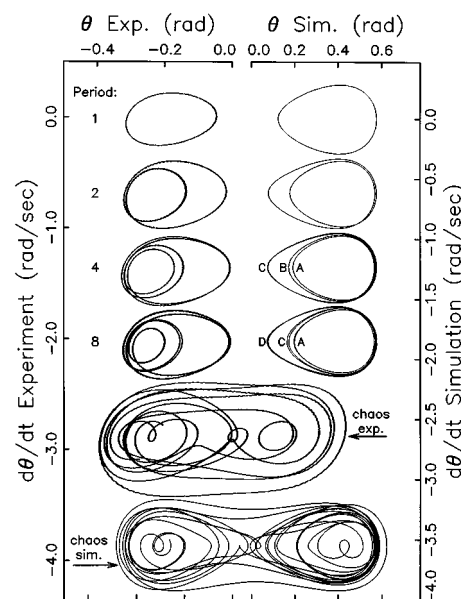 θ Exp. (rad)
θ Sim. (rad)
−0.4 −0.2 0.0 0.0 0.2 0.4 0.6
Period:
1
2
4
8
C B A
D C A
chaos
exp.
chaos
sim.
0.0
−1.0
−2.0
−3.0
−4.0
dθ/dt Experiment (rad/sec)
0.0
−0.5
−1.0
−1.5
−2.0
−2.5
−3.0
−3.5
−4.0
dθ/dt Simulation (rad/sec)